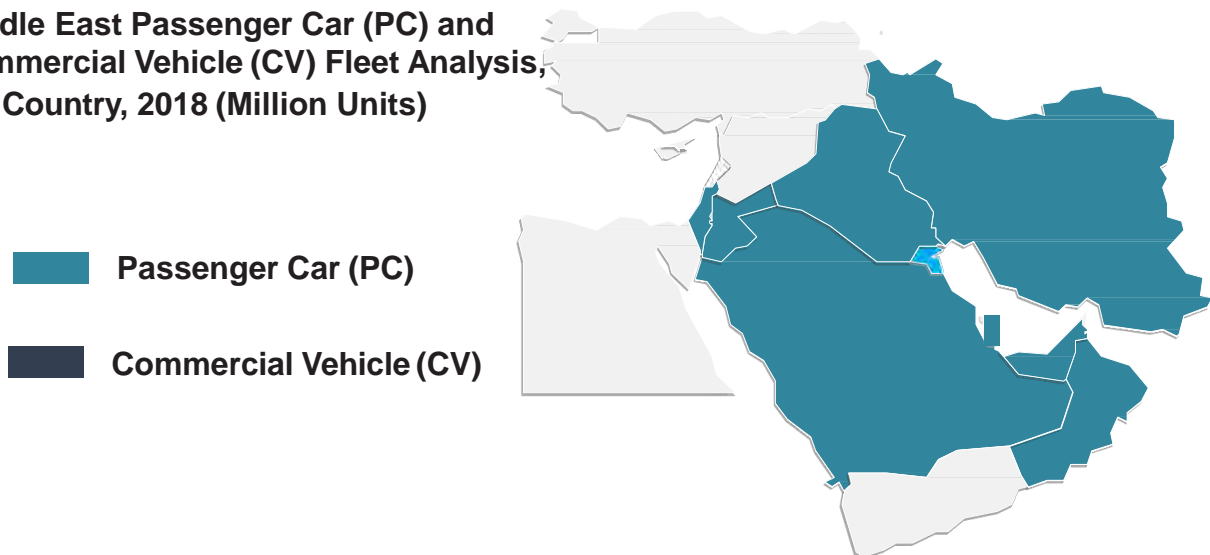 dle East Passenger Car (PC) and
mmercial Vehicle (CV) Fleet Analysis,
Country, 2018 (Million Units)
Passenger Car (PC)
Commercial Vehicle (CV)